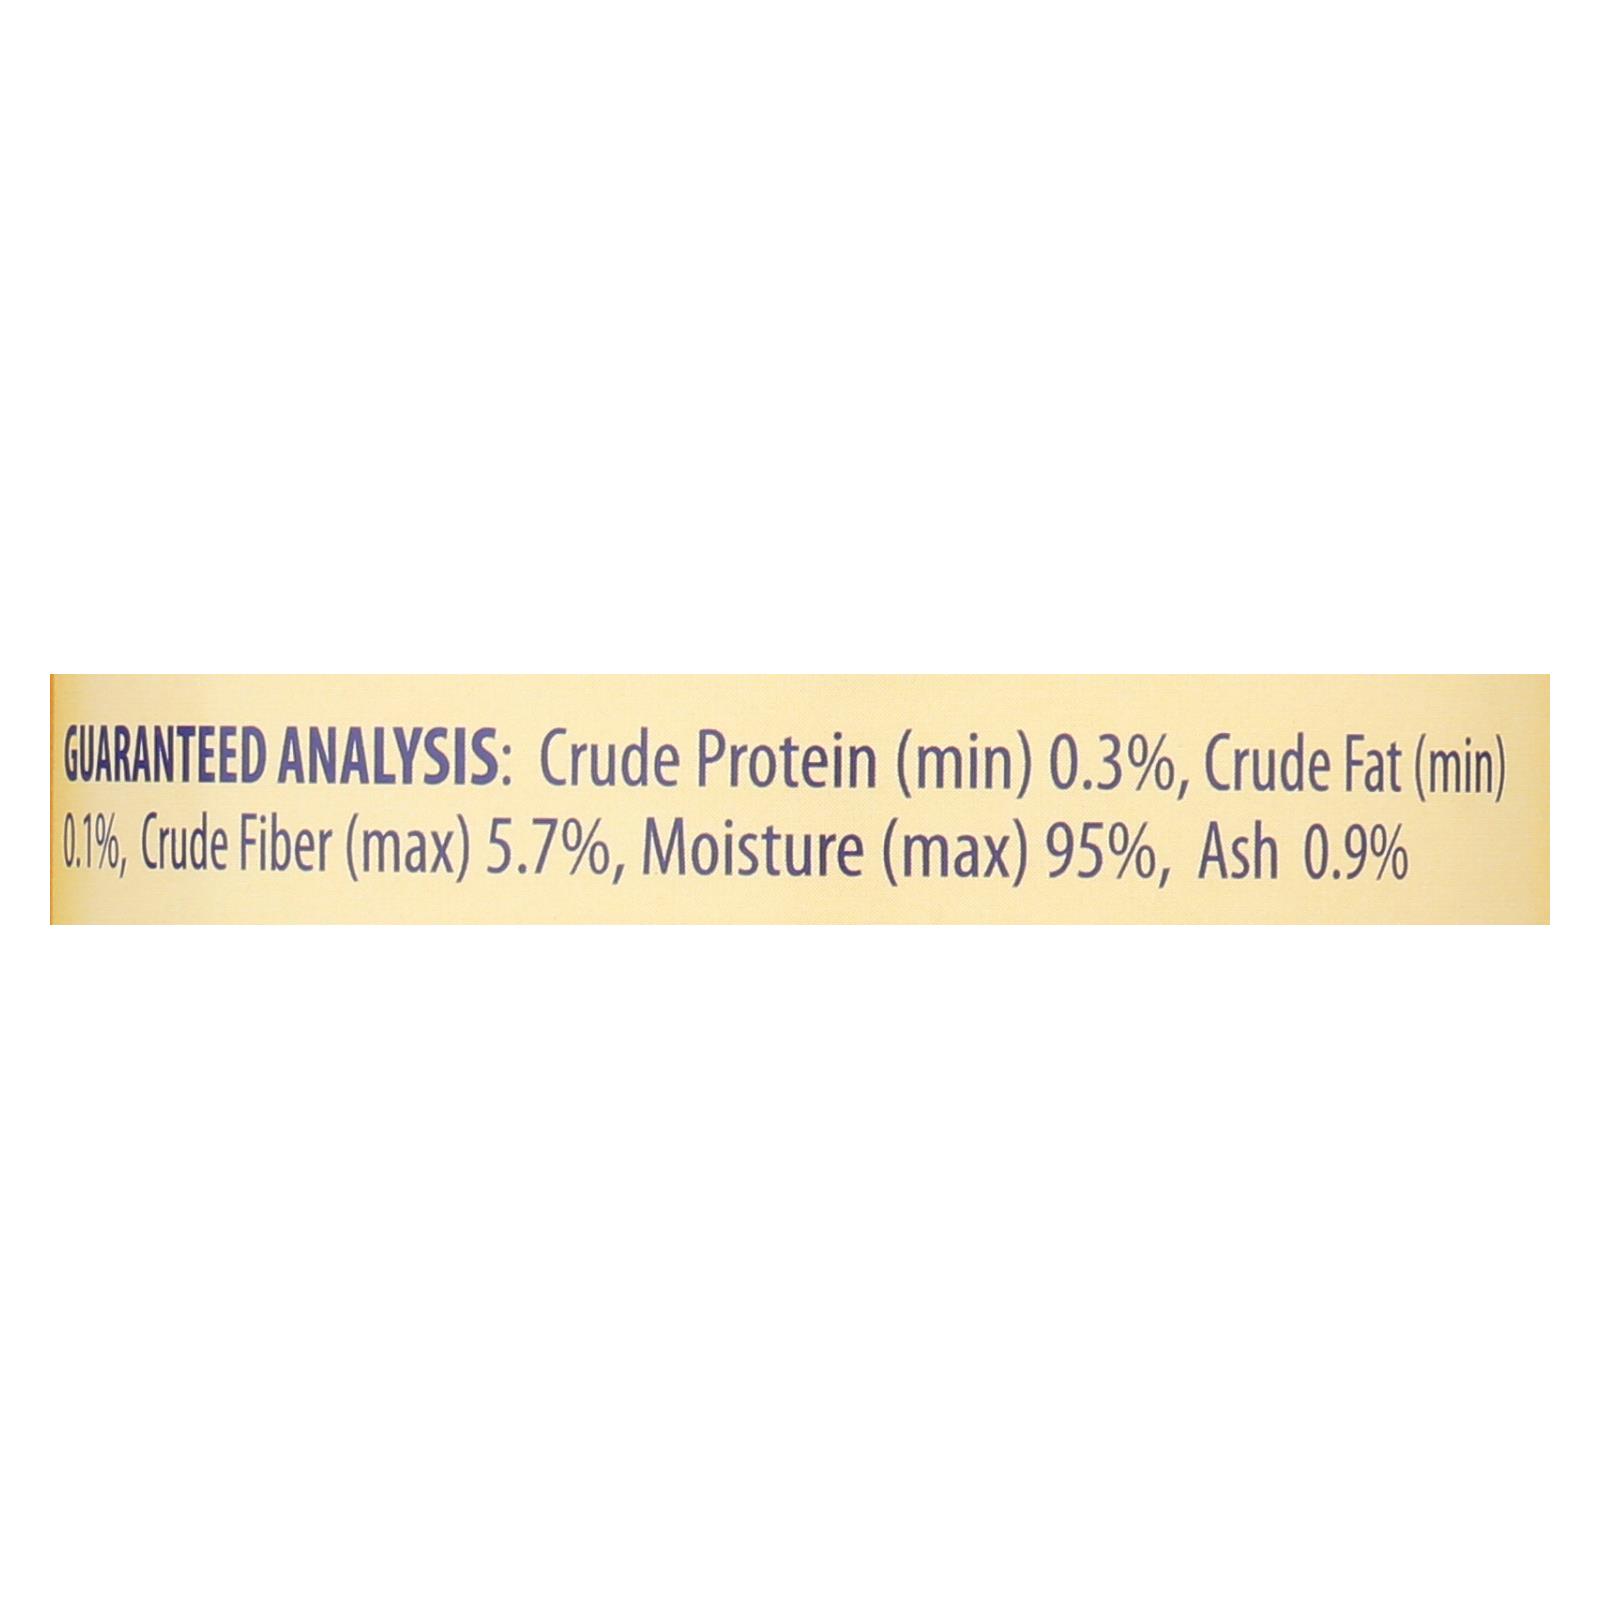 GUARANTEED ANALYSIS: Crude Protein (min) 0.3%, Crude Fat (min)
0.1%, Crude Fiber (max) 5.7%, Moisture (max) 95%, Ash 0.9%